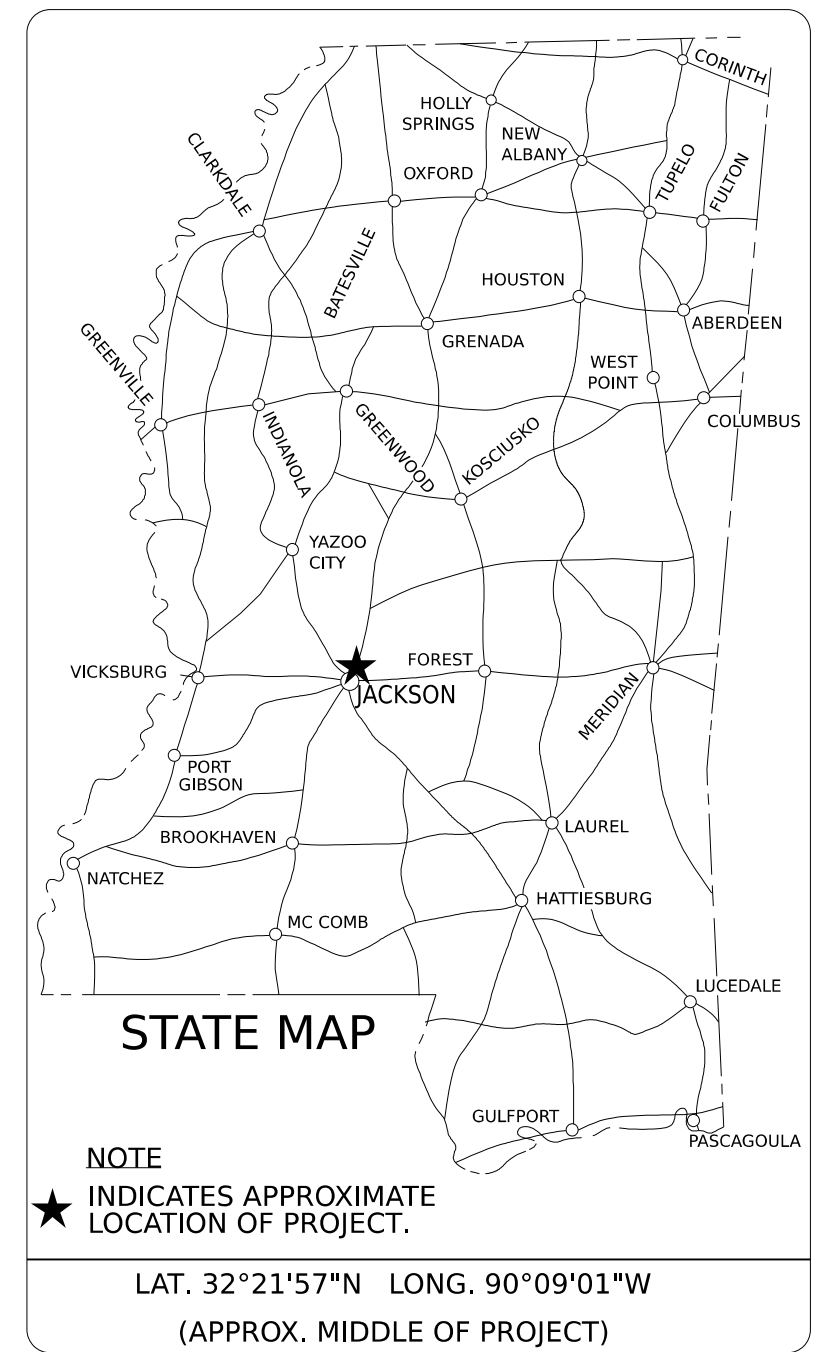 CORINTH
HOLLY
SPRINGS
NEW
ALBANY
CLARKDALE
OXFORD
TUPELO
FULTON
BATESVILLE
HOUSTON
ABERDEEN
GREENVILLE
GRENADA
WEST
POINT
COLUMBUS
INDIANOLA
GREENWOOD
KOSCIUSKO
YAZOO
CITY
VICKSBURG
FOREST
JACKSON
MERIDIAN
PORT
GIBSON
BROOKHAVEN
LAUREL
NATCHEZ
HATTIESBURG
MC COMB
LUCEDALE
STATE MAP
GULFPORT
PASCAGOULA
NOTE
INDICATES APPROXIMATE
LOCATION OF PROJECT.
LAT. 32°21'57"N LONG. 90°09'01"W
(APPROX. MIDDLE OF PROJECT)